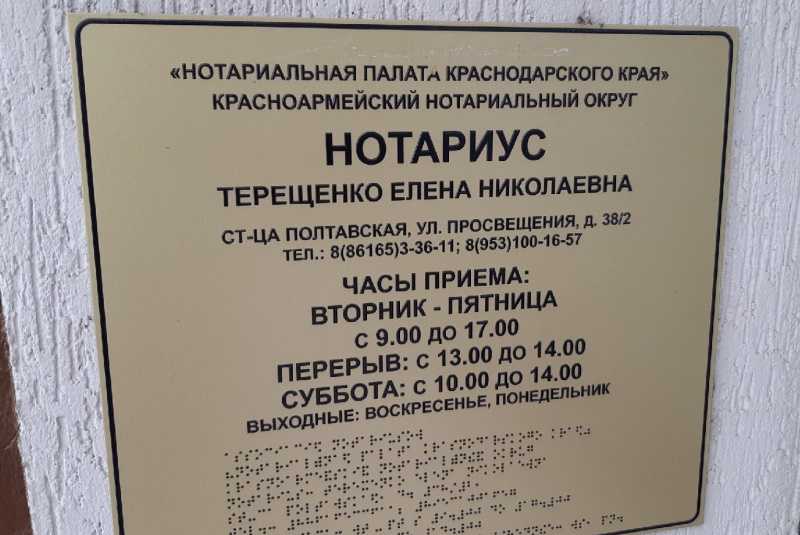 «НОТАРИАЛЬНАЯ ПАЛАТА КРАСНОДАРСКОГО КРАЯ»
КРАСНОАРМЕЙСКИЙ НОТАРИАЛЬНЫЙ ОКРУГ
НОТАРИУС
ТЕРЕЩЕНКО ЕЛЕНА НИКОЛАЕВНА
СТ-ЦА ПОЛТАВСКАЯ, УЛ. ПРОСВЕЩЕНИЯ, д. 38/2
ТЕЛ.: 8(86165)3-36-11; 8(953)100-16-57
ЧАСЫ ПРИЕМА:
ВТОРНИК - ПЯТНИЦА
С 9.00 ДО 17.00
ПЕРЕРЫВ: С 13.00 ДО 14.00
СУББОТА: С 10.00 ДО 14.00
ВЫХОДНЫЕ: ВОСКРЕСЕНЬЕ, ПОНЕДЕЛЬНИК